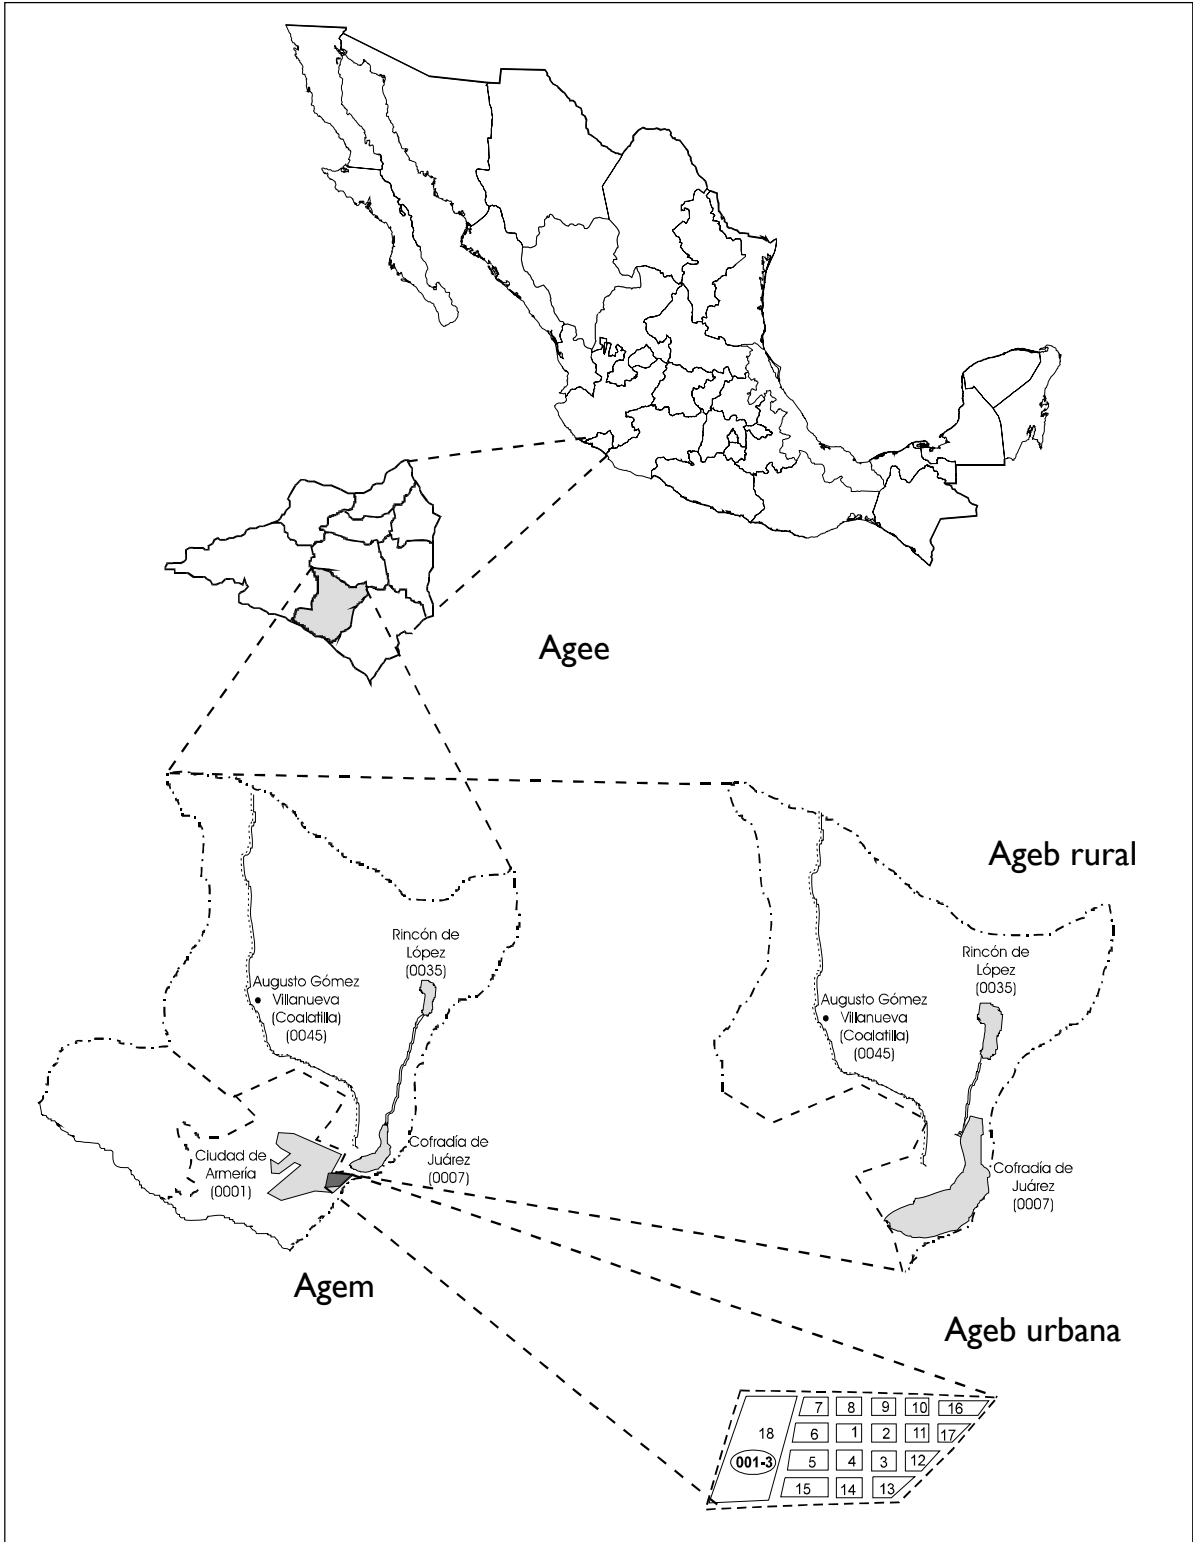 Agee
Ageb rural
Rincón de
López
(0035)
Augusto Gómez
Villanueva
(Coalatilla)
(0045)
Ciudad de
Armería
(0001)
Cofradía de
Juárez
(0007)
Agem
Rincón de
López
(0035)
Augusto Gómez
Villanueva
(Coalatilla)
(0045)
Cofradía de
Juárez
(0007)
Ageb urbana
7 8 9 10 16
18 6 1 2 11 17
001-3 5 4 3 12
15 14 13